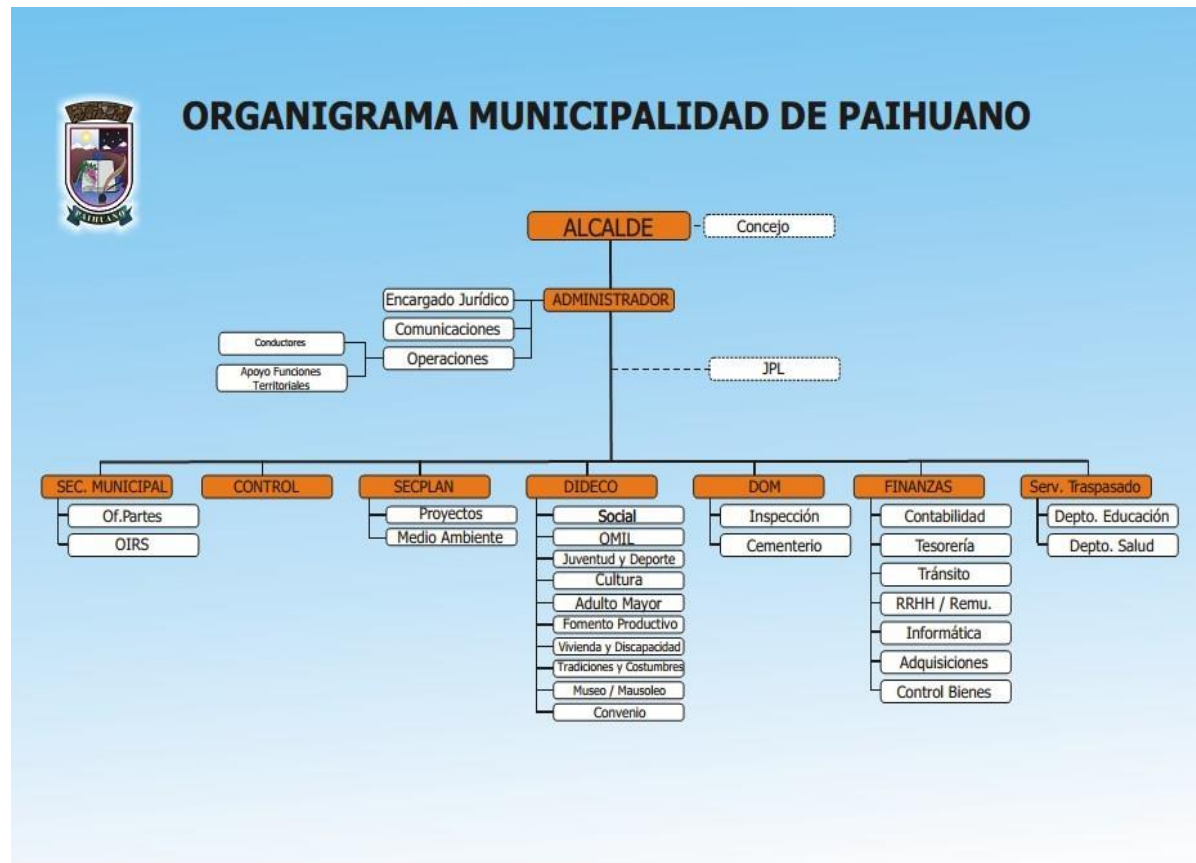 ORGANIGRAMA MUNICIPALIDAD DE PAIHUANO
PAIHUANO
ALCALDE
Concejo
ADMINISTRADOR
Encargado Jurídico
Comunicaciones
Operaciones
Conductores
Apoyo Funciones
Territoriales
JPL
SEC. MUNICIPAL
Of.Partes
OIRS
CONTROL
SECPLAN
Proyectos
Medio Ambiente
DIDECO
Social
OMIL
Juventud y Deporte
Cultura
Adulto Mayor
Fomento Productivo
Vivienda y Discapacidad
Tradiciones y Costumbres
Museo / Mausoleo
Convenio
DOM
Inspección
Cementerio
FINANZAS
Contabilidad
Tesorería
Tránsito
RRHH / Remu.
Informática
Adquisiciones
Control Bienes
Serv. Traspasado
Depto. Educación
Depto. Salud